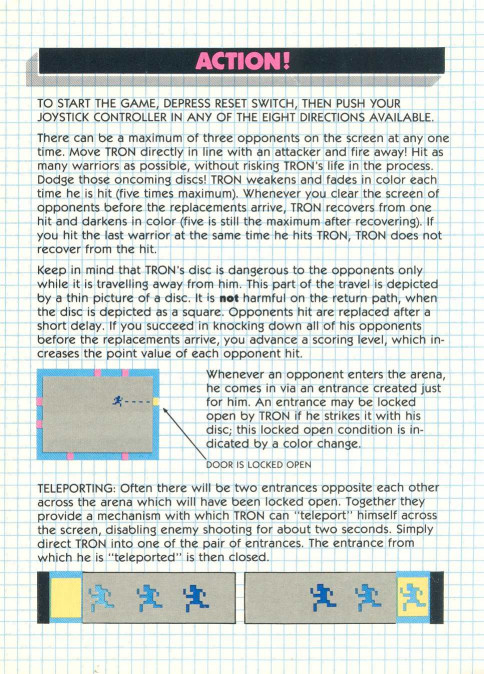 ACTION!
TO START THE GAME, DEPRESS RESET SWITCH, THEN PUSH YOUR
JOYSTICK CONTROLLER IN ANY OF THE EIGHT DIRECTIONS AVAILABLE.
There can be a maximum of three opponents on the screen at any one
time. Move TRON directly in line with an attacker and fire away! Hit as
many warriors as possible, without risking TRON's life in the process.
Dodge those oncoming discs! TRON weakens and fades in color each
time he is hit (five times maximum). Whenever you clear the screen of
opponents before the replacements arrive, TRON recovers from one
hit and darkens in color (five is still the maximum after recovering). If
you hit the last warrior at the same time he hits TRON, TRON does not
recover from the hit.
Keep in mind that TRON's disc is dangerous to the opponents only
while it is travelling away from him. This part of the travel is depicted
by a thin picture of a disc. It is not harmful on the return path, when
the disc is depicted as a square. Opponents hit are replaced after a
short delay. If you succeed in knocking down all of his opponents
before the replacements arrive, you advance a scoring level, which in-
creases the point value of each opponent hit.
Whenever an opponent enters the arena,
he comes in via an entrance created just
for him. An entrance may be locked
open by TRON if he strikes it with his
disc; this locked open condition is in-
dicated by a color change.
DOOR IS LOCKED OPEN
TELEPORTING: Often there will be two entrances opposite each other
across the arena which will have been locked open. Together they
provide a mechanism with which TRON can "teleport" himself across
the screen, disabling enemy shooting for about two seconds. Simply
direct TRON into one of the pair of entrances. The entrance from
which he is "teleported" is then closed.